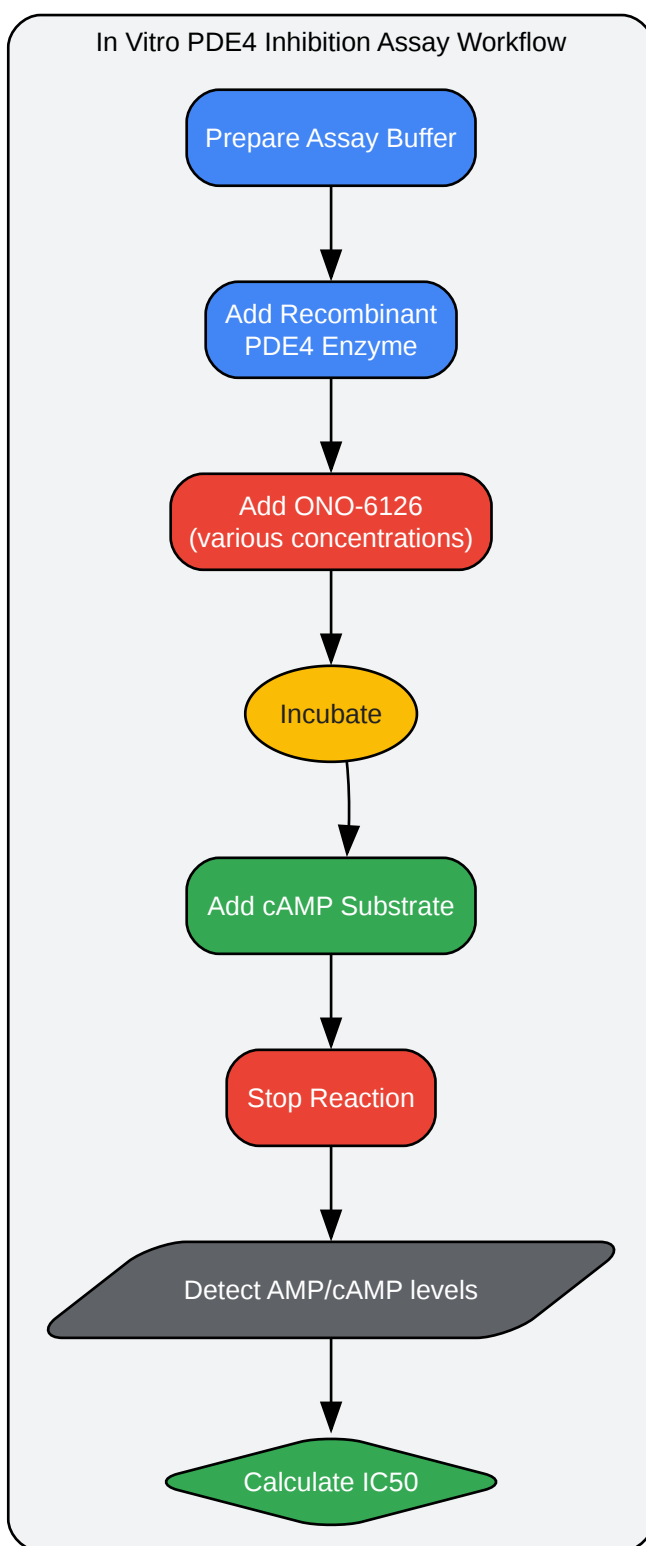 In Vitro PDE4 Inhibition Assay Workflow
Prepare Assay Buffer
Add Recombinant
PDE4 Enzyme
Add ONO-6126
(various concentrations)
Incubate
Add cAMP Substrate
Stop Reaction
Detect AMP/cAMP levels
Calculate IC50